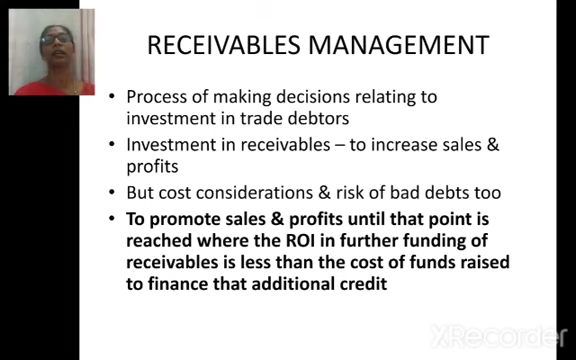 RECEIVABLES MANAGEMENT
• Process of making decisions relating to
investment in trade debtors
• Investment in receivables – to increase sales &
profits
• But cost considerations & risk of bad debts too
• To promote sales & profits until that point is
reached where the ROI in further funding of
receivables is less than the cost of funds raised
to finance that additional credit
XRecorder